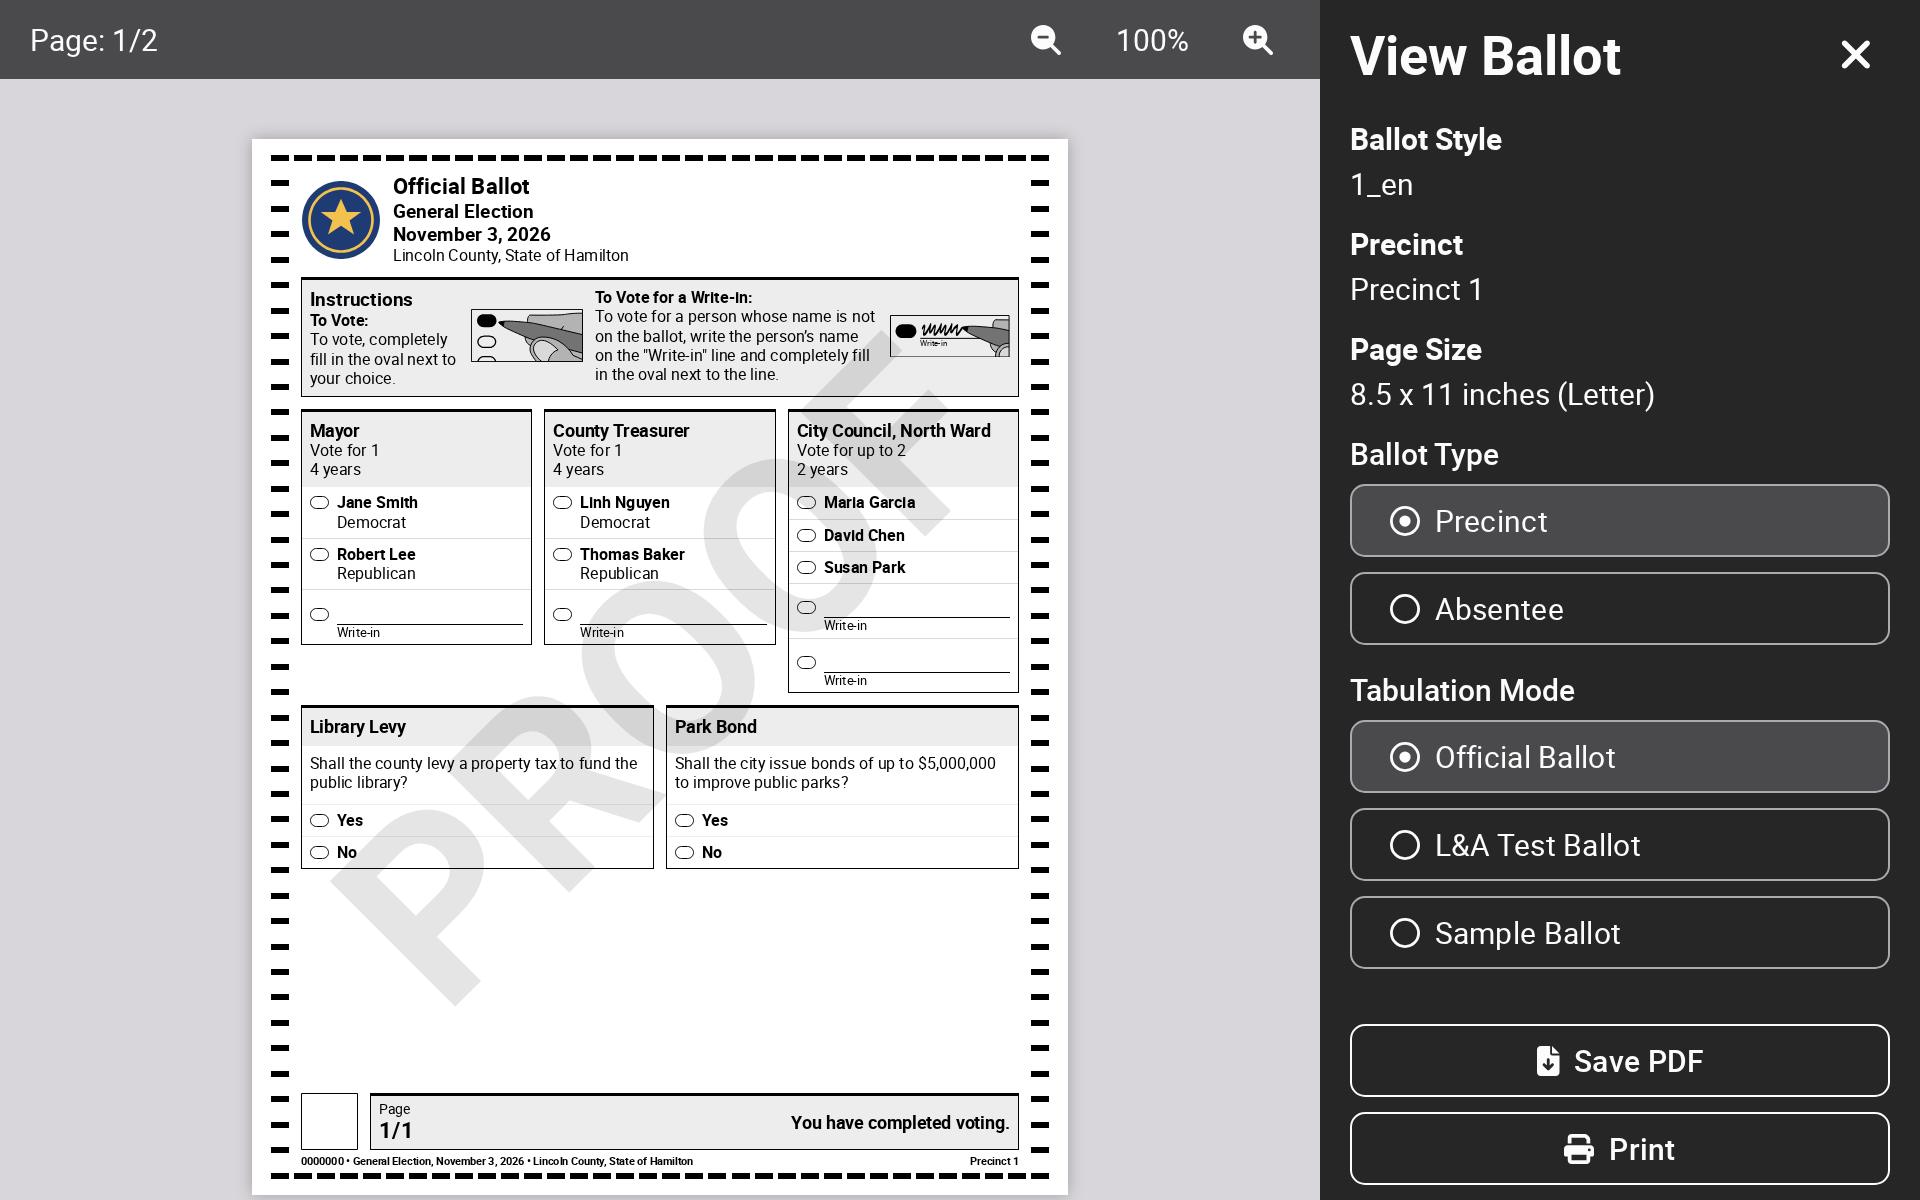 Page: 1/2
100%
Official Ballot
General Election
November 3, 2026
Lincoln County, State of Hamilton
Instructions
To Vote:
To vote, completely
fill in the oval next to
your choice.
To Vote for a Write-in:
To vote for a person whose name is not
on the ballot, write the person's name
on the "Write-in" line and completely fill
in the oval next to the line.
Write-in
Mayor
Vote for 1
4 years
Jane Smith
Democrat
Robert Lee
Republican
Write-in
County Treasurer
Vote for 1
4 years
Linh Nguyen
Democrat
Thomas Baker
Republican
Write-in
City Council, North Ward
Vote for up to 2
2 years
Maria Garcia
David Chen
Susan Park
Write-in
Write-in
Library Levy
Shall the county levy a property tax to fund the
public library?
Yes
No
Park Bond
Shall the city issue bonds of up to $5,000,000
to improve public parks?
Yes
No
PROOF
Page
1/1
You have completed voting.
0000000 • General Election, November 3, 2026 • Lincoln County, State of Hamilton
Precinct 1
View Ballot
Ballot Style
1_en
Precinct
Precinct 1
Page Size
8.5 x 11 inches (Letter)
Ballot Type
Precinct
Absentee
Tabulation Mode
Official Ballot
L&A Test Ballot
Sample Ballot
Save PDF
Print